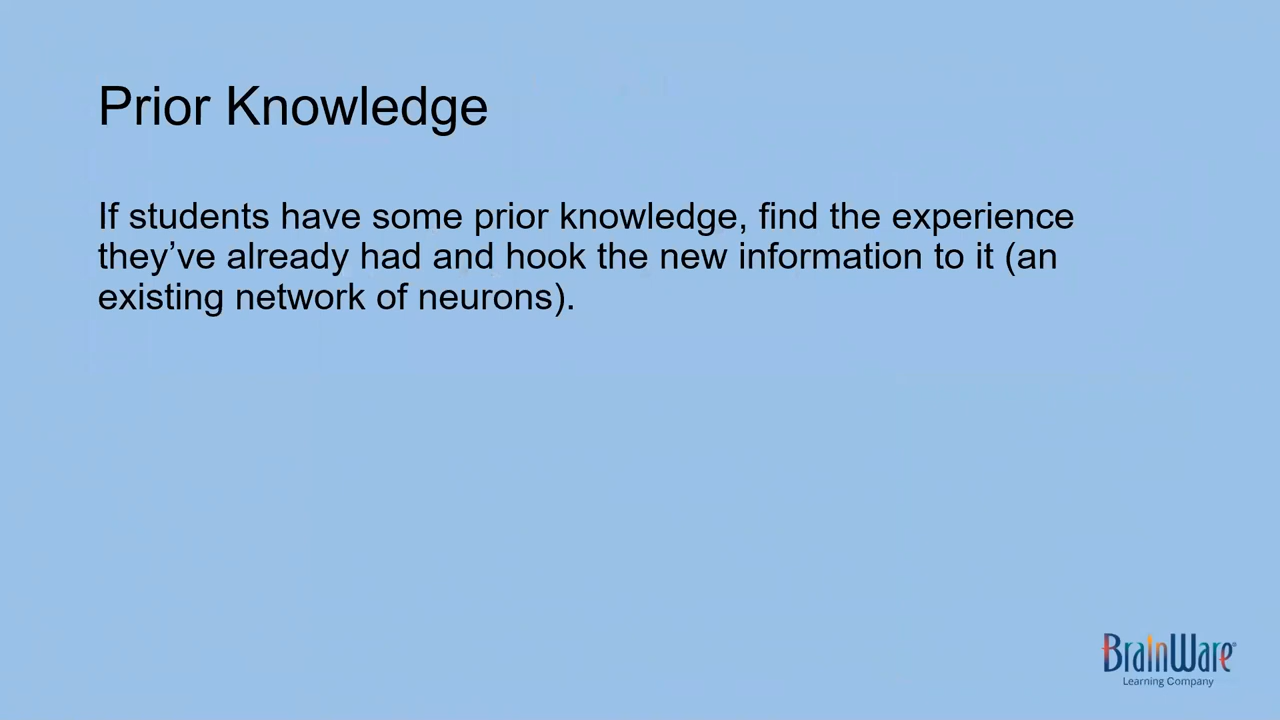 Prior Knowledge
If students have some prior knowledge, find the experience
they’ve already had and hook the new information to it (an
existing network of neurons).
BrainWare®
Learning Company